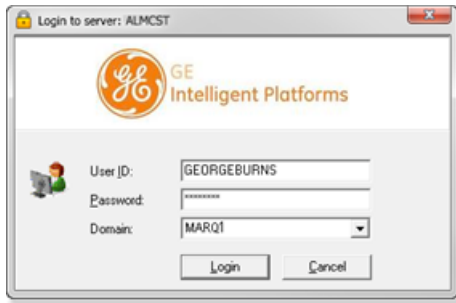 Login to server: ALMCST
GE
Intelligent Platforms
User ID:
GEORGEBURNS
Password:
********
Domain:
MARQ1
Login
Cancel